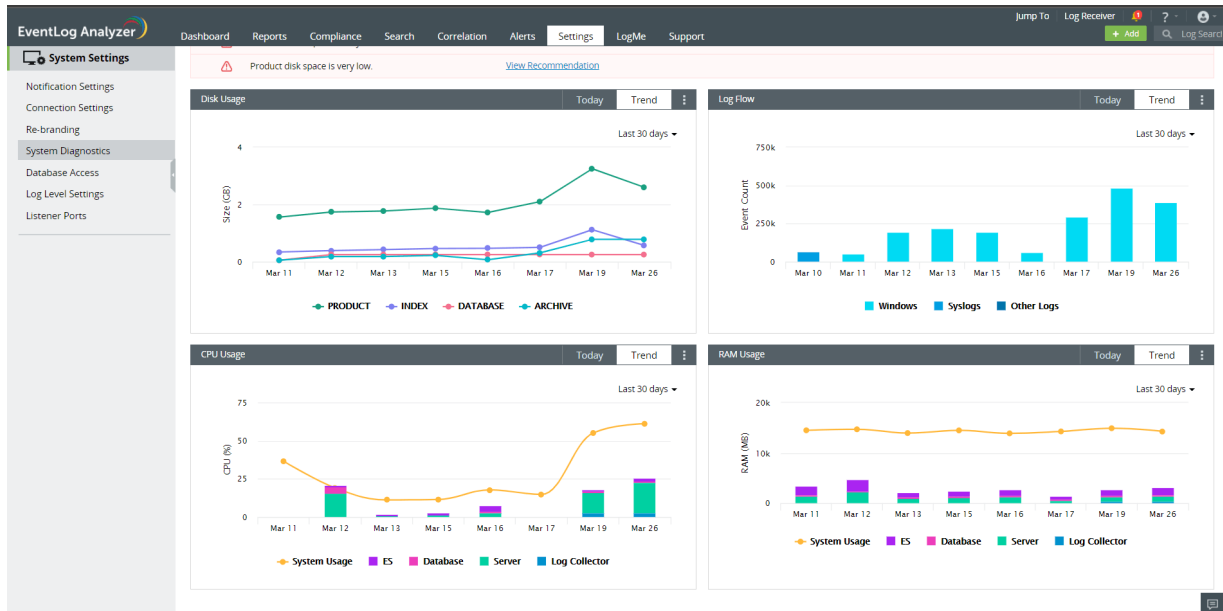 Jump To Log Receiver 1 ?
EventLog Analyzer
Dashboard Reports Compliance Search Correlation Alerts Settings LogMe Support
+ Add Log Search
System Settings
Product disk space is very low. View Recommendation
Notification Settings
Connection Settings
Re-branding
System Diagnostics
Database Access
Log Level Settings
Listener Ports
Disk Usage Today Trend
Last 30 days
4
2
0
Size (GB)
Mar 11 Mar 12 Mar 13 Mar 15 Mar 16 Mar 17 Mar 19 Mar 26
PRODUCT INDEX DATABASE ARCHIVE
Log Flow Today Trend
Last 30 days
750k
500k
250k
0
Event Count
Mar 10 Mar 11 Mar 12 Mar 13 Mar 15 Mar 16 Mar 17 Mar 19 Mar 26
Windows Syslogs Other Logs
CPU Usage Today Trend
Last 30 days
75
50
25
0
CPU (%)
Mar 11 Mar 12 Mar 13 Mar 15 Mar 16 Mar 17 Mar 19 Mar 26
System Usage ES Database Server Log Collector
RAM Usage Today Trend
Last 30 days
20k
10k
0
RAM (MB)
Mar 11 Mar 12 Mar 13 Mar 15 Mar 16 Mar 17 Mar 19 Mar 26
System Usage ES Database Server Log Collector